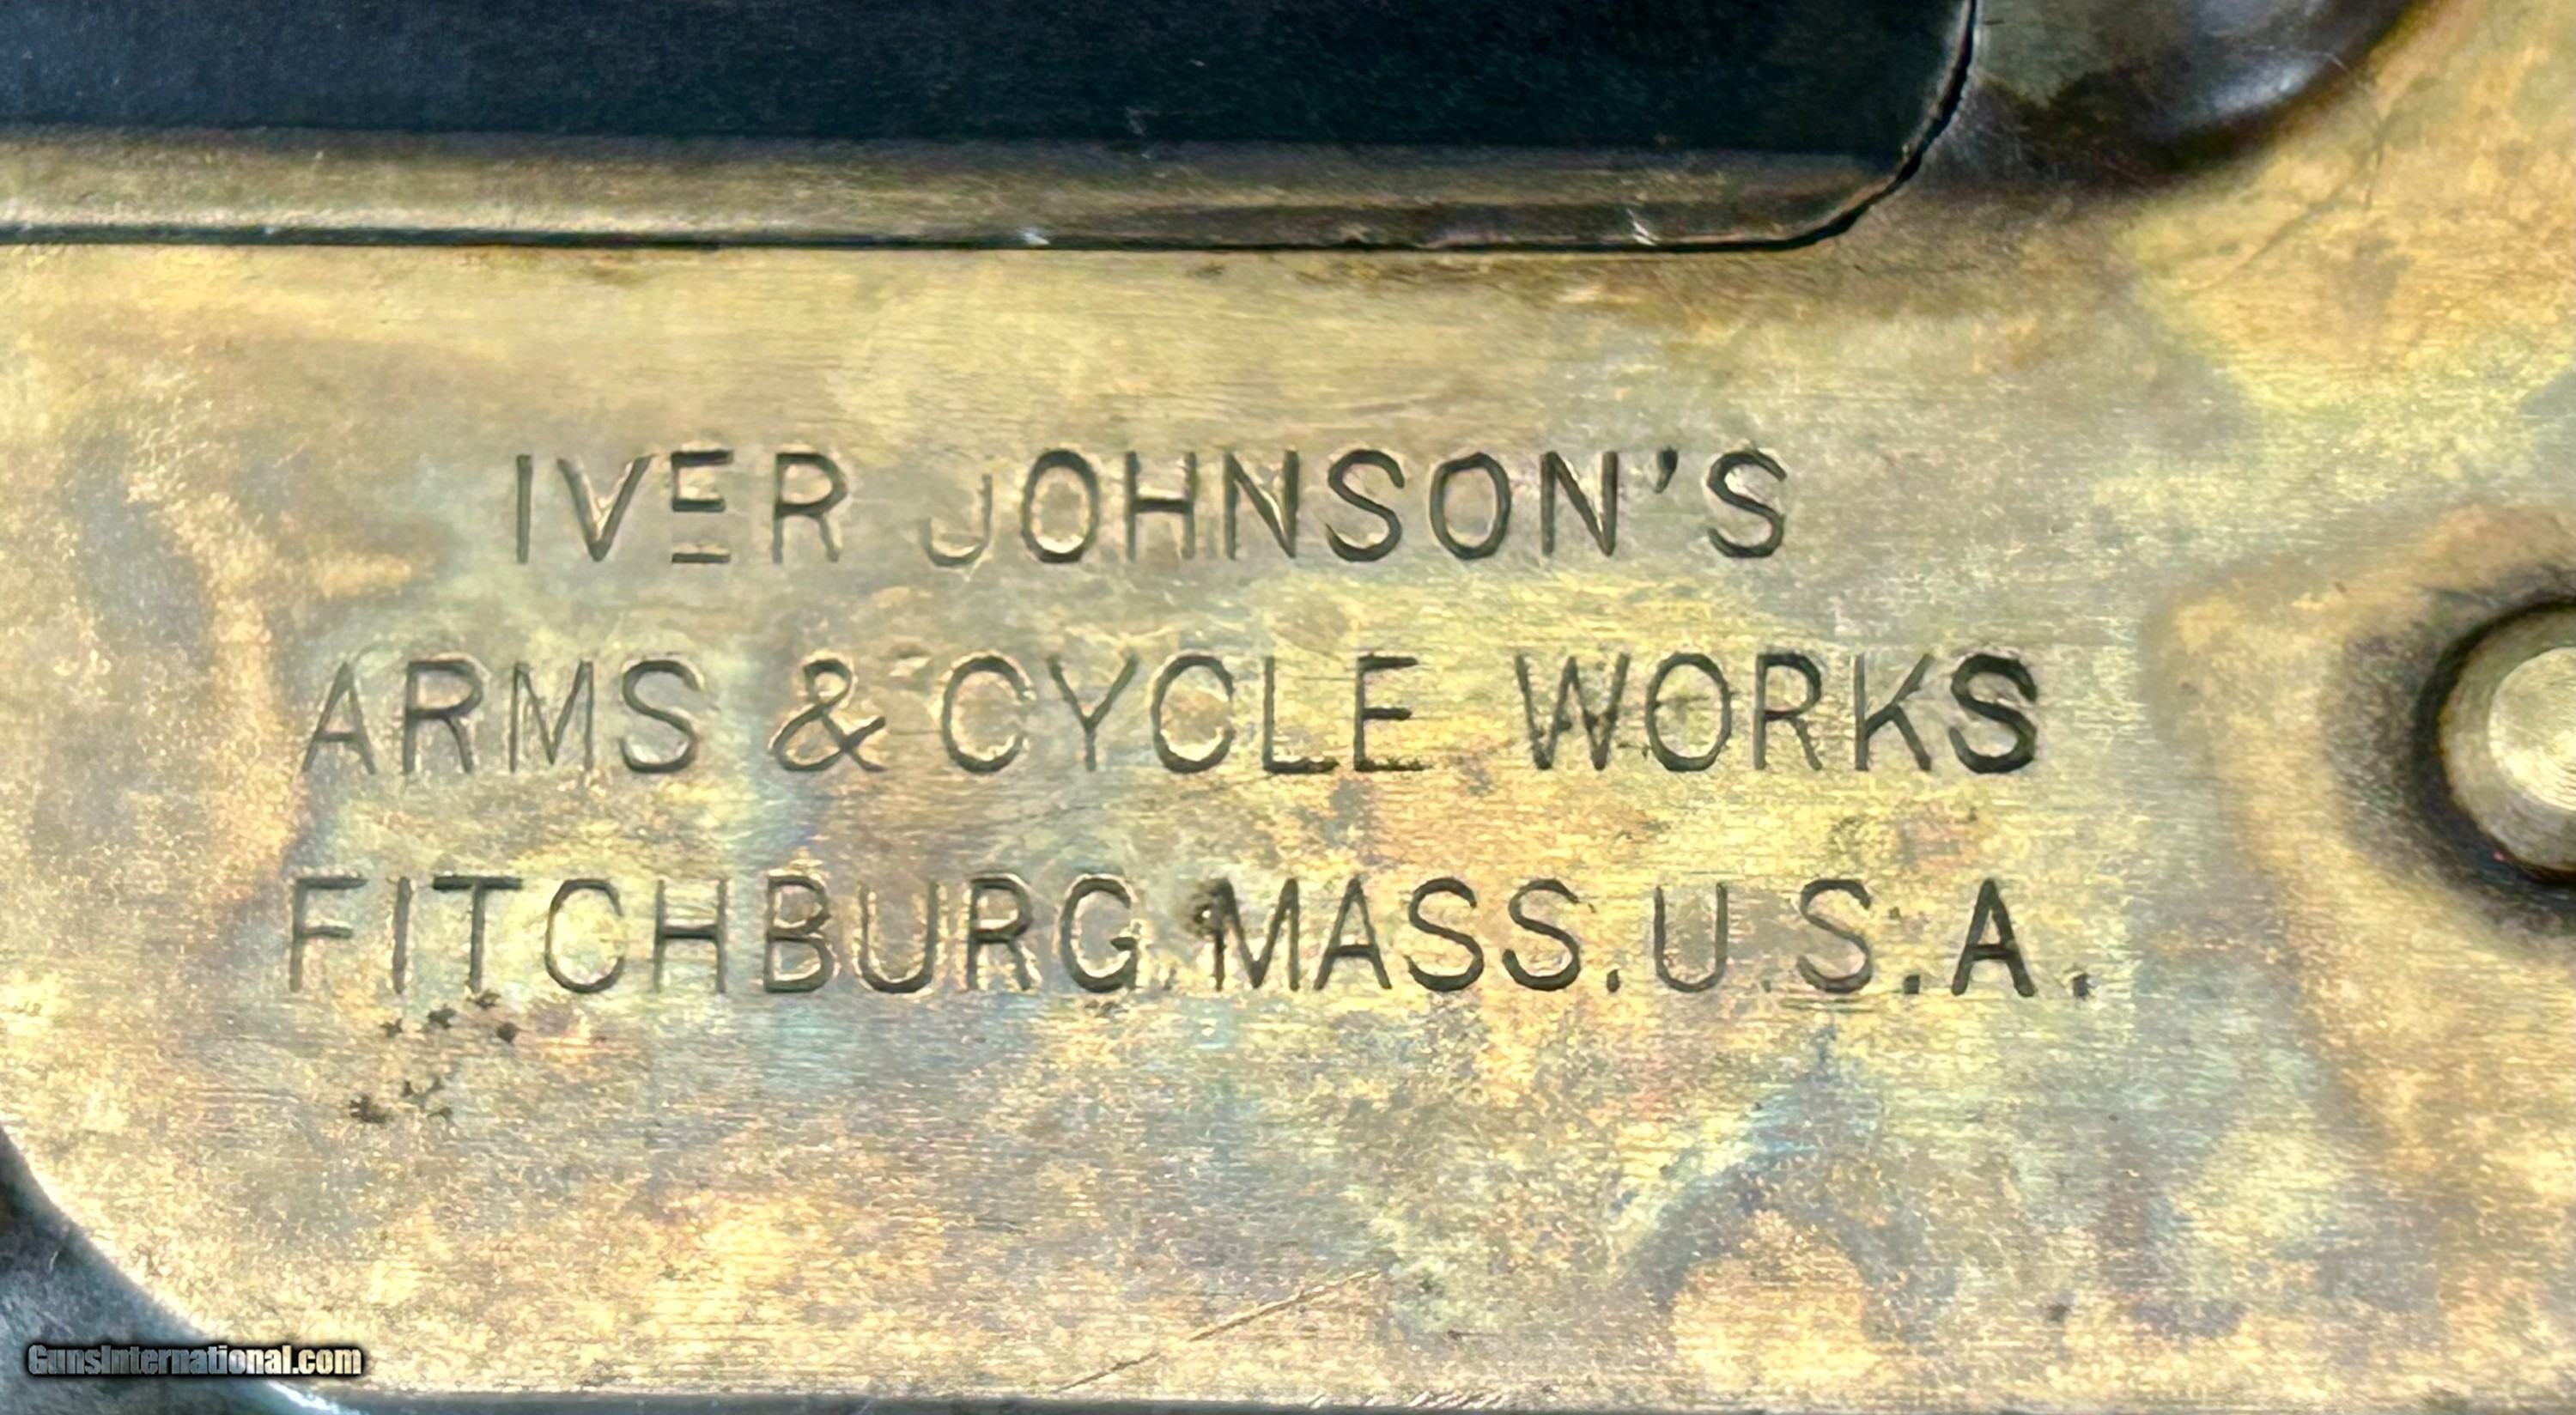 IVER JOHNSON'S
ARMS & CYCLE WORKS
FITCHBURG.MASS.U.S.A.
GunsInternational.com